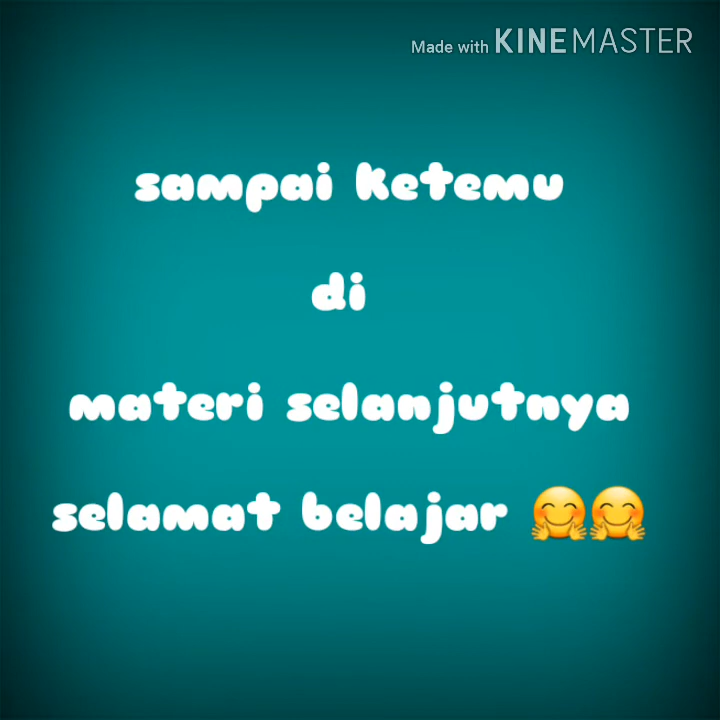 Made with KINEMASTER
sampai ketemu
di
materi selanjutnya
selamat belajar 🤗🤗